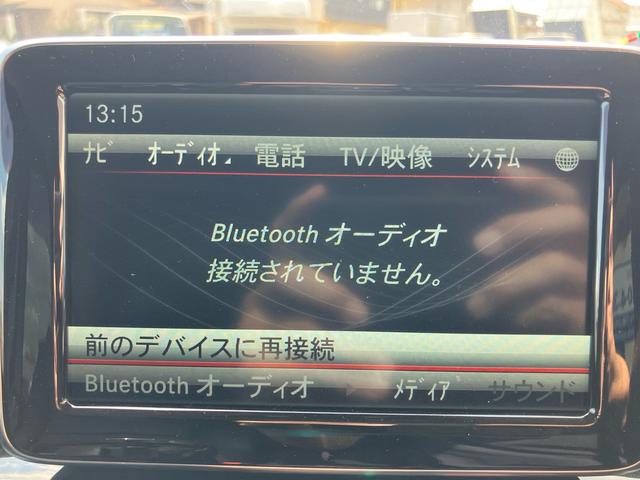 13:15
ナビ オーディオ 電話 TV/映像 システム
Bluetooth オーディオ
接続されていません。
前のデバイスに再接続
Bluetooth オーディオ メディア サウンド